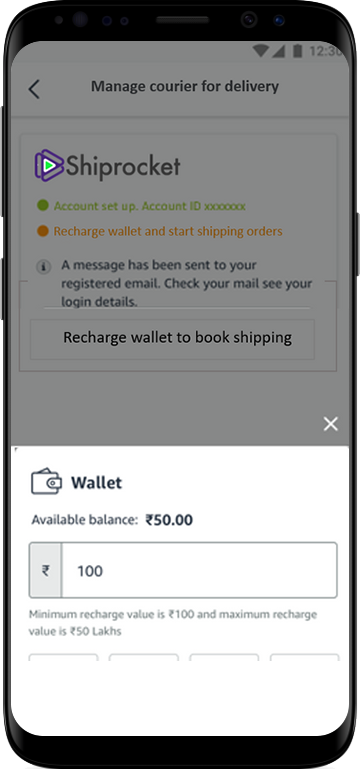 12:30
Manage courier for delivery
Shiprocket
Account set up. Account ID xxxxxxx
Recharge wallet and start shipping orders
A message has been sent to your
registered email. Check your mail see your
login details.
Recharge wallet to book shipping
Wallet
Available balance: ₹50.00
₹ 100
Minimum recharge value is ₹100 and maximum recharge
value is ₹50 Lakhs